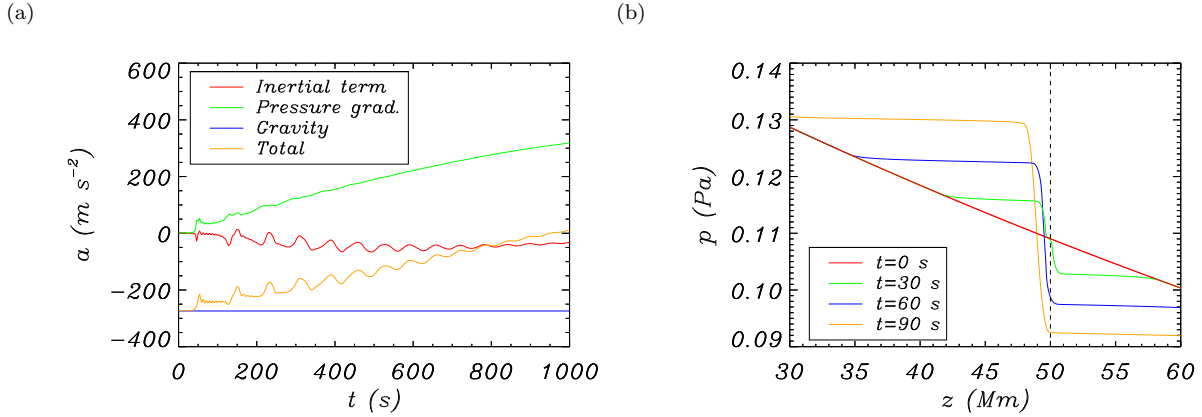 (a)
(b)
600
400
200
0
−200
−400
a (m s⁻²)
Inertial term
Pressure grad.
Gravity
Total
0 200 400 600 800 1000
t (s)
0.14
0.13
0.12
0.11
0.10
0.09
p (Pa)
t=0 s
t=30 s
t=60 s
t=90 s
30 35 40 45 50 55 60
z (Mm)